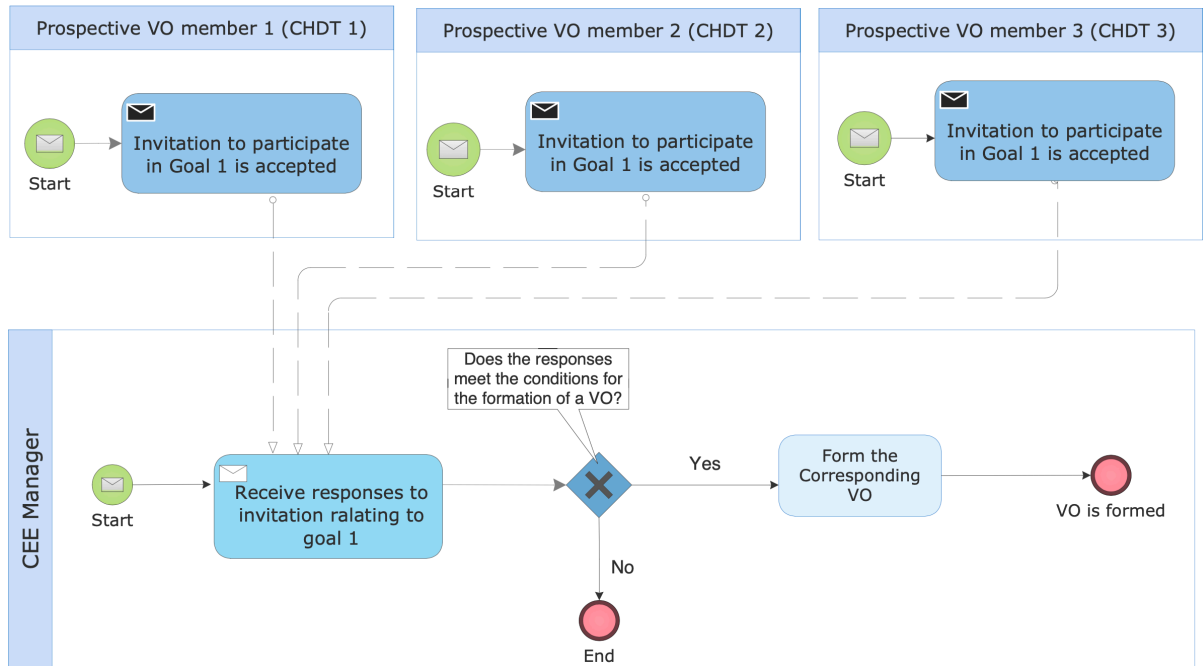 Prospective VO member 1 (CHDT 1)
Prospective VO member 2 (CHDT 2)
Prospective VO member 3 (CHDT 3)
Start
Invitation to participate
in Goal 1 is accepted
Start
Invitation to participate
in Goal 1 is accepted
Start
Invitation to participate
in Goal 1 is accepted
CEE Manager
Start
Receive responses to
invitation ralating to
goal 1
Does the responses
meet the conditions for
the formation of a VO?
Yes
Form the
Corresponding
VO
VO is formed
No
End